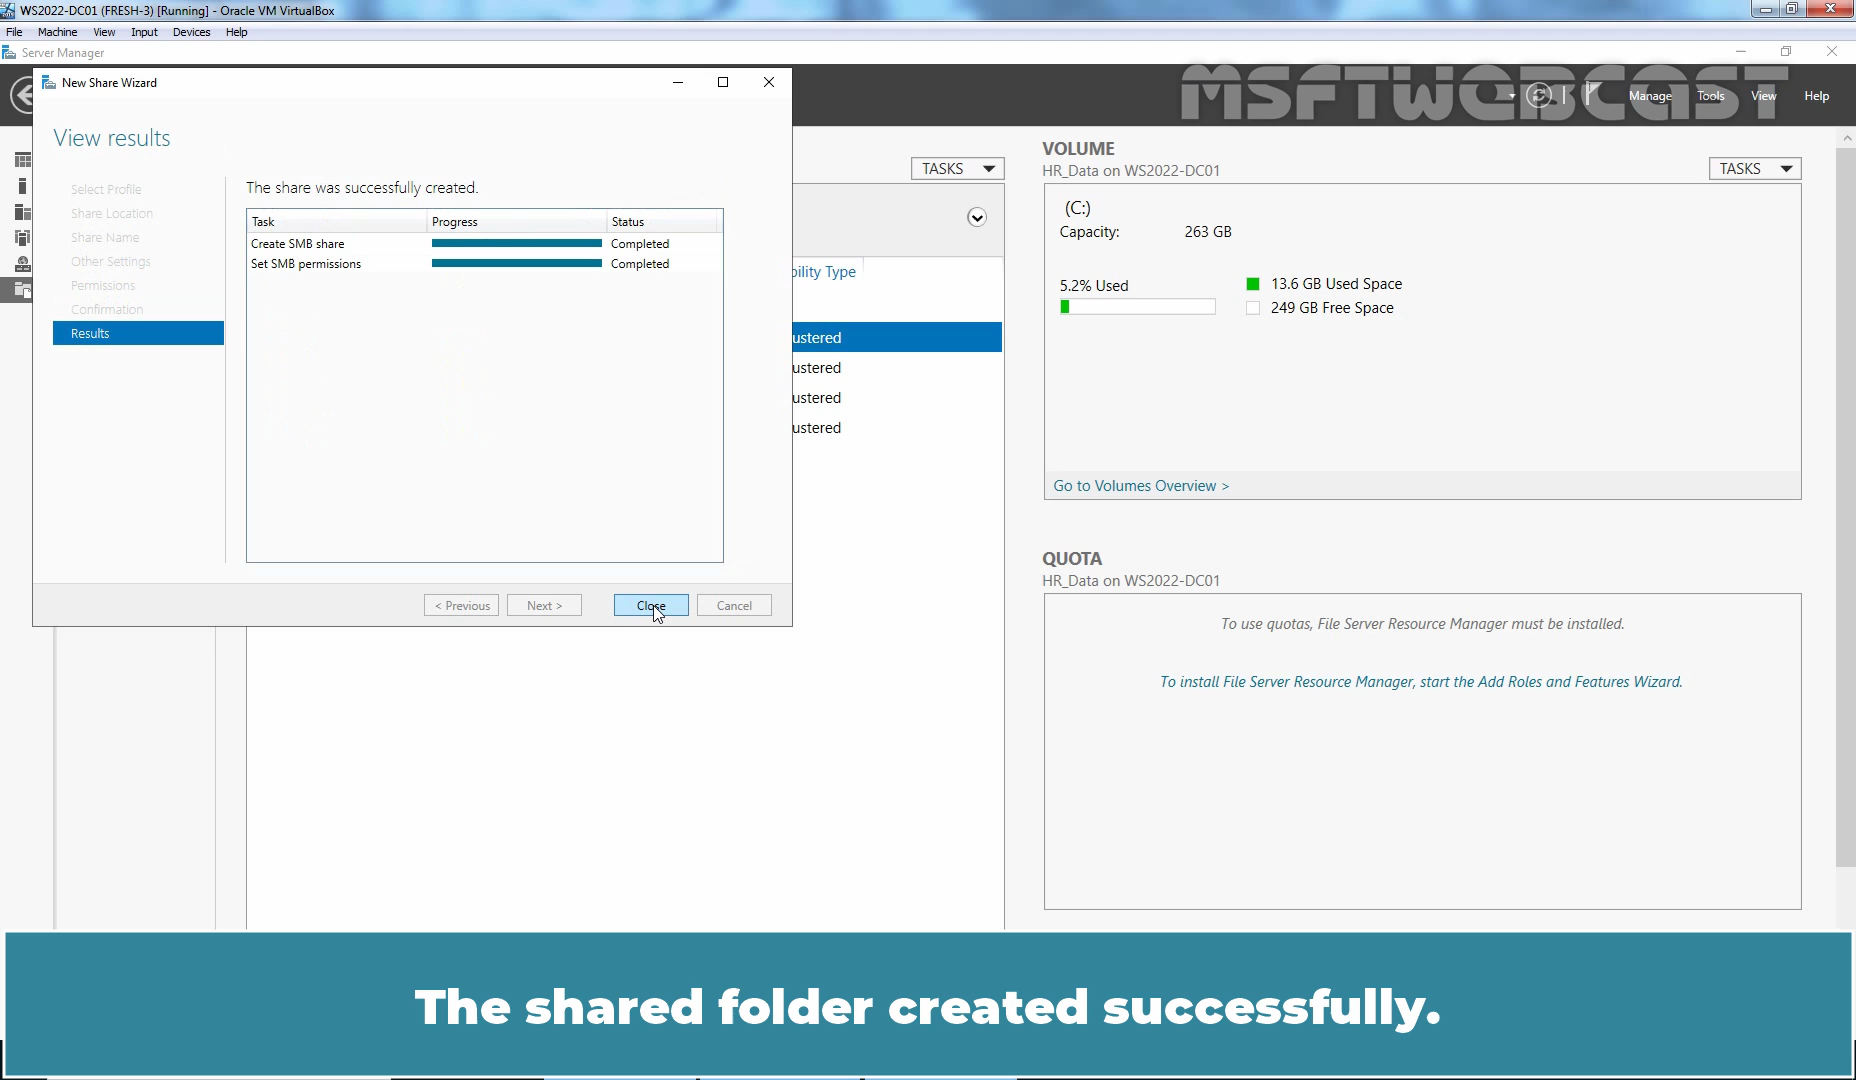 WS2022-DC01 (FRESH-3) [Running] - Oracle VM VirtualBox
File Machine View Input Devices Help
Server Manager
New Share Wizard
MSFTWEBCAST
Manage Tools View Help
View results
Select Profile
Share Location
Share Name
Other Settings
Permissions
Confirmation
Results
The share was successfully created.
Task Progress Status
Create SMB share Completed
Set SMB permissions Completed
< Previous Next > Close Cancel
TASKS
bility Type
ustered
ustered
ustered
ustered
VOLUME
HR_Data on WS2022-DC01
TASKS
(C:)
Capacity: 263 GB
5.2% Used
13.6 GB Used Space
249 GB Free Space
Go to Volumes Overview >
QUOTA
HR_Data on WS2022-DC01
To use quotas, File Server Resource Manager must be installed.
To install File Server Resource Manager, start the Add Roles and Features Wizard.
The shared folder created successfully.